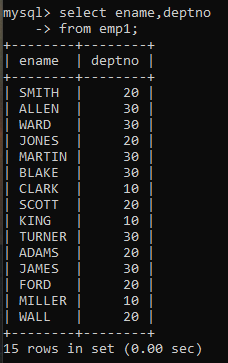 mysql> select ename,deptno
    -> from emp1;
+--------+--------+
| ename  | deptno |
+--------+--------+
| SMITH  |     20 |
| ALLEN  |     30 |
| WARD   |     30 |
| JONES  |     20 |
| MARTIN |     30 |
| BLAKE  |     30 |
| CLARK  |     10 |
| SCOTT  |     20 |
| KING   |     10 |
| TURNER |     30 |
| ADAMS  |     20 |
| JAMES  |     30 |
| FORD   |     20 |
| MILLER |     10 |
| WALL   |     20 |
+--------+--------+
15 rows in set (0.00 sec)